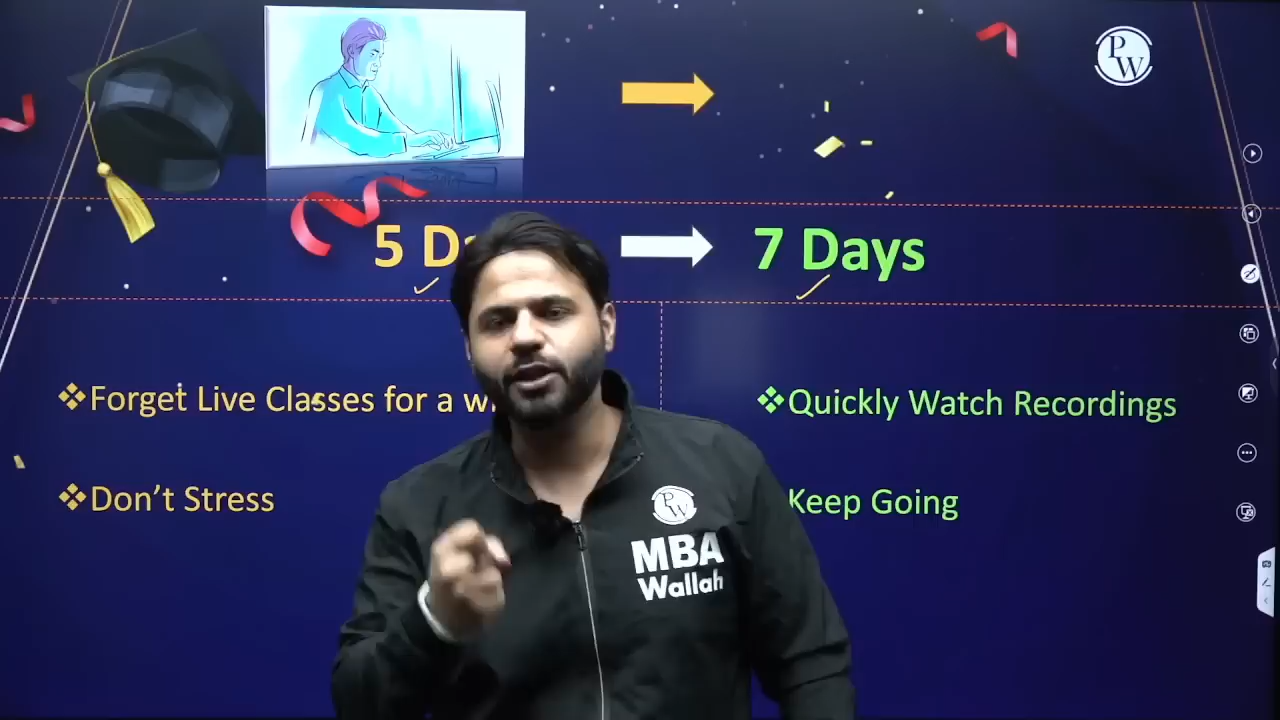 PW
5
7 Days
Forget Live Classes for a
Quickly Watch Recordings
Don't Stress
Keep Going
PW
MBA
Wallah